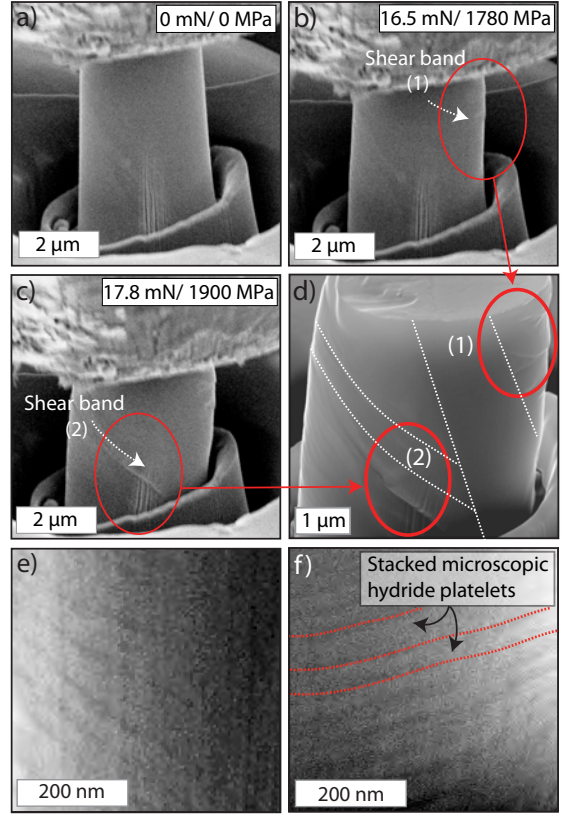 a)
0 mN/ 0 MPa
2 μm
b)
16.5 mN/ 1780 MPa
Shear band
(1)
2 μm
c)
17.8 mN/ 1900 MPa
Shear band
(2)
2 μm
d)
(1)
(2)
1 μm
e)
200 nm
f)
Stacked microscopic
hydride platelets
200 nm